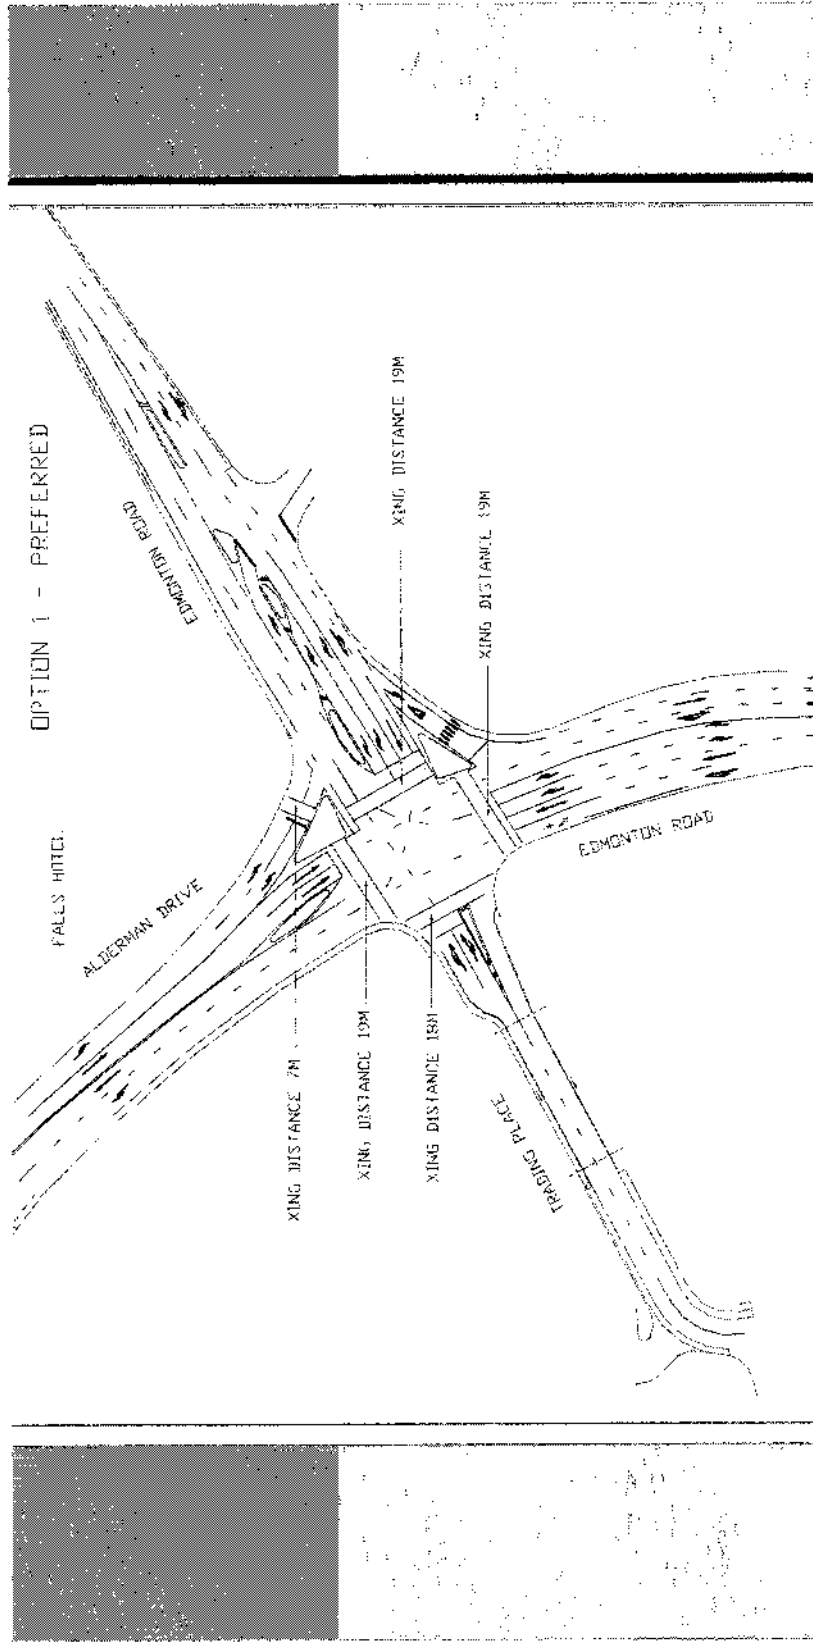 OPTION 1 - PREFERRED
EDMONTON ROAD
XING DISTANCE 19M
XING DISTANCE 19M
FALLS HOTEL
ALDERMAN DRIVE
EDMONTON ROAD
XING DISTANCE 7M
XING DISTANCE 19M
XING DISTANCE 18M
TRADING PLACE